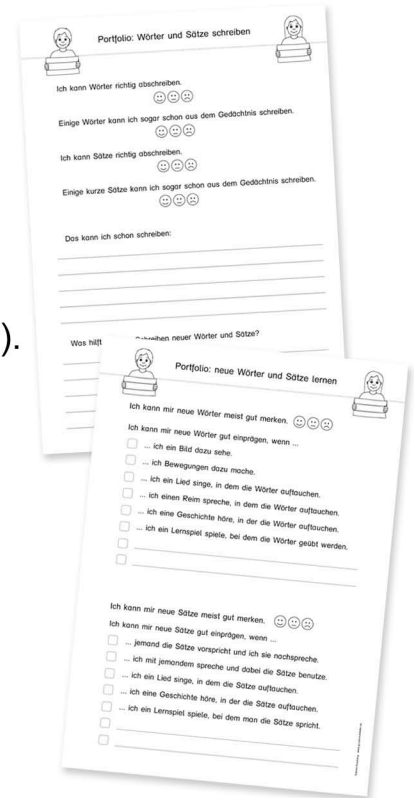 Portfolio: Wörter und Sätze schreiben
Ich kann Wörter richtig abschreiben.
Einige Wörter kann ich sogar schon aus dem Gedächtnis schreiben.
Ich kann Sätze richtig abschreiben.
Einige kurze Sätze kann ich sogar schon aus dem Gedächtnis schreiben.
Das kann ich schon schreiben:
).
Was hilft neuer Wörter und Sätze?
Portfolio: neue Wörter und Sätze lernen
Ich kann mir neue Wörter meist gut merken.
Ich kann mir neue Wörter gut einprägen, wenn ...
... ich ein Bild dazu sehe.
... ich Bewegungen dazu mache.
... ich ein Lied singe, in dem die Wörter auftauchen.
... ich einen Reim spreche, in dem die Wörter auftauchen.
... ich eine Geschichte höre, in der die Wörter auftauchen.
... ich ein Lernspiel spiele, bei dem die Wörter geübt werden.
Ich kann mir neue Sätze meist gut merken.
Ich kann mir neue Sätze gut einprägen, wenn ...
... jemand die Sätze vorspricht und ich sie nachspreche.
... ich mit jemandem spreche und dabei die Sätze benutze.
... ich ein Lied singe, in dem die Sätze auftauchen.
... ich eine Geschichte höre, in der die Sätze auftauchen.
... ich ein Lernspiel spiele, bei dem man die Sätze spricht.